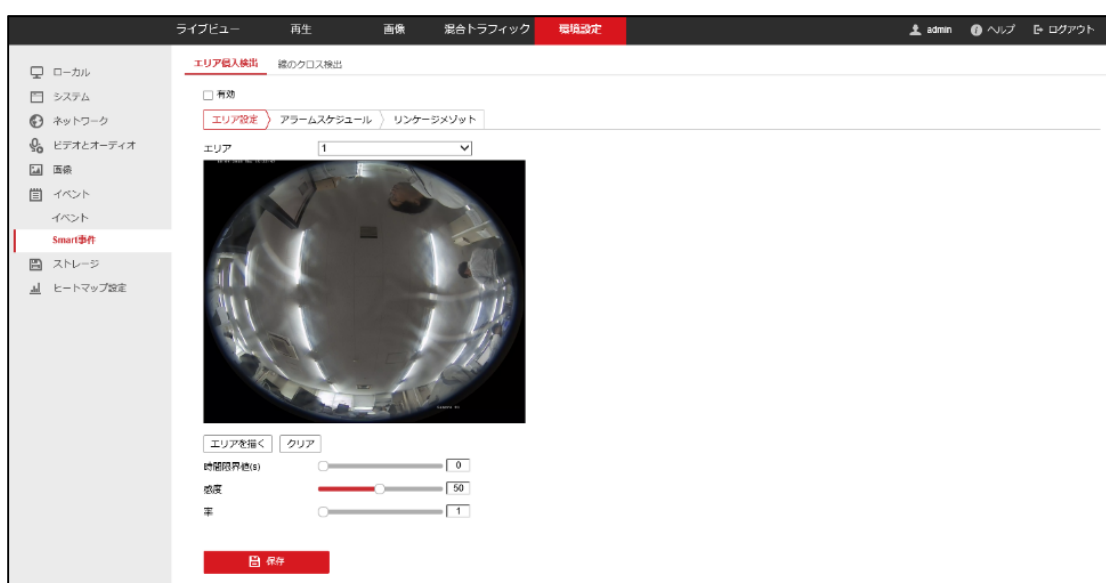 ライブビュー 再生 画像 混合トラフィック 環境設定 admin ヘルプ ログアウト
ローカル
システム
ネットワーク
ビデオとオーディオ
画像
イベント
イベント
Smart事件
ストレージ
ヒートマップ設定
エリア侵入検出 線のクロス検出
有効
エリア設定 アラームスケジュール リンケージメゾット
エリア 1
エリアを描く クリア
時間限界値(s) 0
感度 50
率 1
保存